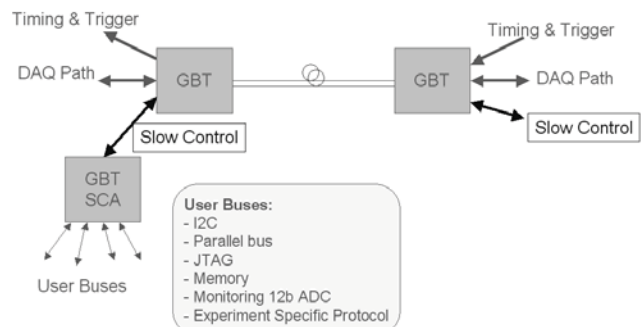 Timing & Trigger
DAQ Path
GBT
Slow Control
GBT
SCA
User Buses
GBT
Timing & Trigger
DAQ Path
Slow Control
User Buses:
- I2C
- Parallel bus
- JTAG
- Memory
- Monitoring 12b ADC
- Experiment Specific Protocol